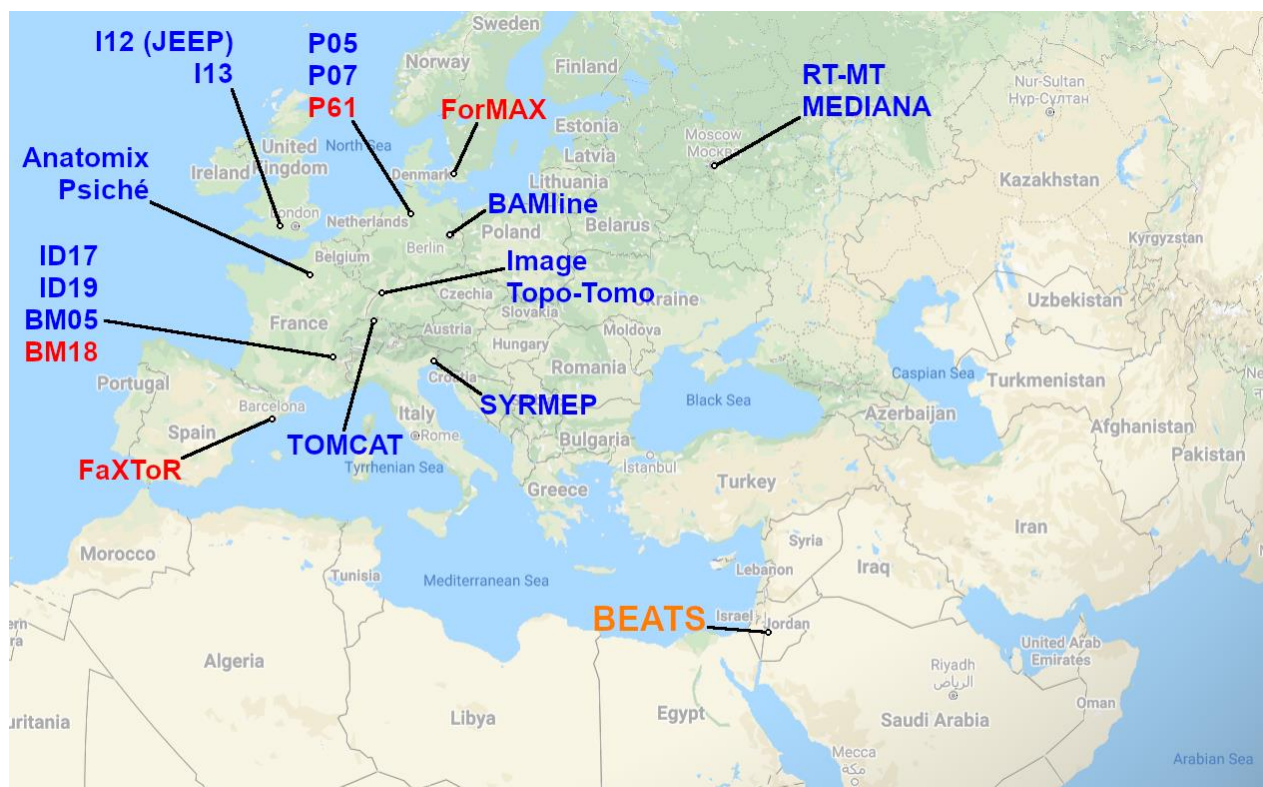 Sweden
I12 (JEEP)
I13
P05
P07
P61
Norway
Finland
ForMAX
RT-MT
MEDIANA
Nur-Sultan
Нұр-Сұлтан
Estonia
Moscow
Москва
Latvia
United
Kingdom
North Sea
Ireland
Denmark
Lithuania
Anatomix
Psiché
Kazakhstan
London
Netherlands
BAMline
Belarus
Berlin
Poland
Belgium
Kyrgyzstan
ID17
ID19
BM05
BM18
Image
Topo-Tomo
Czechia
Slovakia
Ukraine
Uzbekistan
France
Austria
Moldova
Hungary
Romania
Croatia
Caspian Sea
Turkmenistan
Portugal
Barcelona
Spain
Italy
Rome
SYRMEP
Black Sea
Azerbaijan
Afghanistan
Bulgaria
TOMCAT
Tyrrhenian Sea
İstanbul
Pakistan
FaXToR
Greece
Turkey
Iran
Morocco
Syria
Tunisia
Mediterranean Sea
Lebanon
Iraq
BEATS
Israel
Jordan
United Arab
Emirates
Algeria
Libya
Egypt
Riyadh
الرياض
Saudi Arabia
Oman
uritania
Mecca
مكة
Arabian Sea